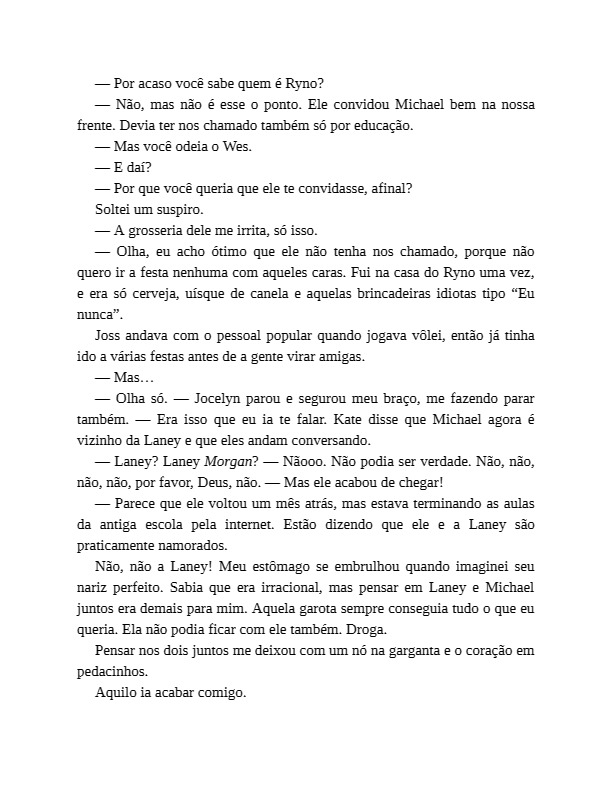 — Por acaso você sabe quem é Ryno?
— Não, mas não é esse o ponto. Ele convidou Michael bem na nossa
frente. Devia ter nos chamado também só por educação.
— Mas você odeia o Wes.
— E daí?
— Por que você queria que ele te convidasse, afinal?
Soltei um suspiro.
— A grosseria dele me irrita, só isso.
— Olha, eu acho ótimo que ele não tenha nos chamado, porque não
quero ir a festa nenhuma com aqueles caras. Fui na casa do Ryno uma vez,
e era só cerveja, uísque de canela e aquelas brincadeiras idiotas tipo “Eu
nunca”.
Joss andava com o pessoal popular quando jogava vôlei, então já tinha
ido a várias festas antes de a gente virar amigas.
— Mas…
— Olha só. — Jocelyn parou e segurou meu braço, me fazendo parar
também. — Era isso que eu ia te falar. Kate disse que Michael agora é
vizinho da Laney e que eles andam conversando.
— Laney? Laney Morgan? — Nãooo. Não podia ser verdade. Não, não,
não, não, por favor, Deus, não. — Mas ele acabou de chegar!
— Parece que ele voltou um mês atrás, mas estava terminando as aulas
da antiga escola pela internet. Estão dizendo que ele e a Laney são
praticamente namorados.
Não, não a Laney! Meu estômago se embrulhou quando imaginei seu
nariz perfeito. Sabia que era irracional, mas pensar em Laney e Michael
juntos era demais para mim. Aquela garota sempre conseguia tudo o que eu
queria. Ela não podia ficar com ele também. Droga.
Pensar nos dois juntos me deixou com um nó na garganta e o coração em
pedacinhos.
Aquilo ia acabar comigo.